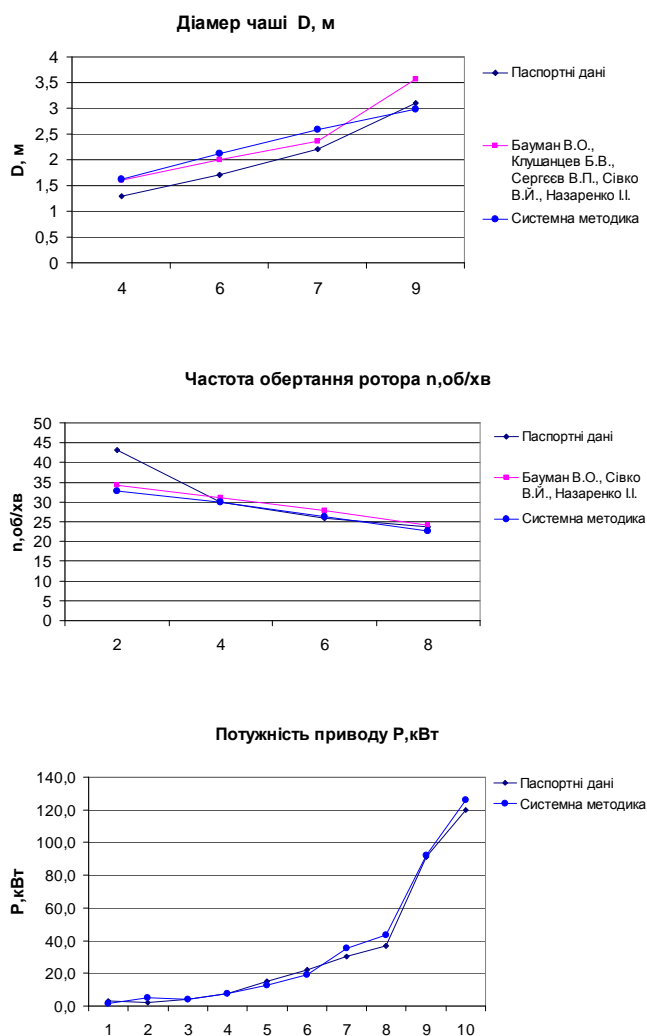 Діамер чаші D, м
4
3,5
3
2,5
2
1,5
1
0,5
0
D, м
4 6 7 9
Паспортні дані
Бауман В.О.,
Клушанцев Б.В.,
Сергєєв В.П., Сівко
В.Й., Назаренко І.І.
Системна методика
Частота обертання ротора n,об/хв
50
45
40
35
30
25
20
15
10
5
0
n,об/хв
2 4 6 8
Паспортні дані
Бауман В.О., Сівко
В.Й., Назаренко І.І.
Системна методика
Потужність приводу P,кВт
140,0
120,0
100,0
80,0
60,0
40,0
20,0
0,0
P,кВт
1 2 3 4 5 6 7 8 9 10
Паспортні дані
Системна методика